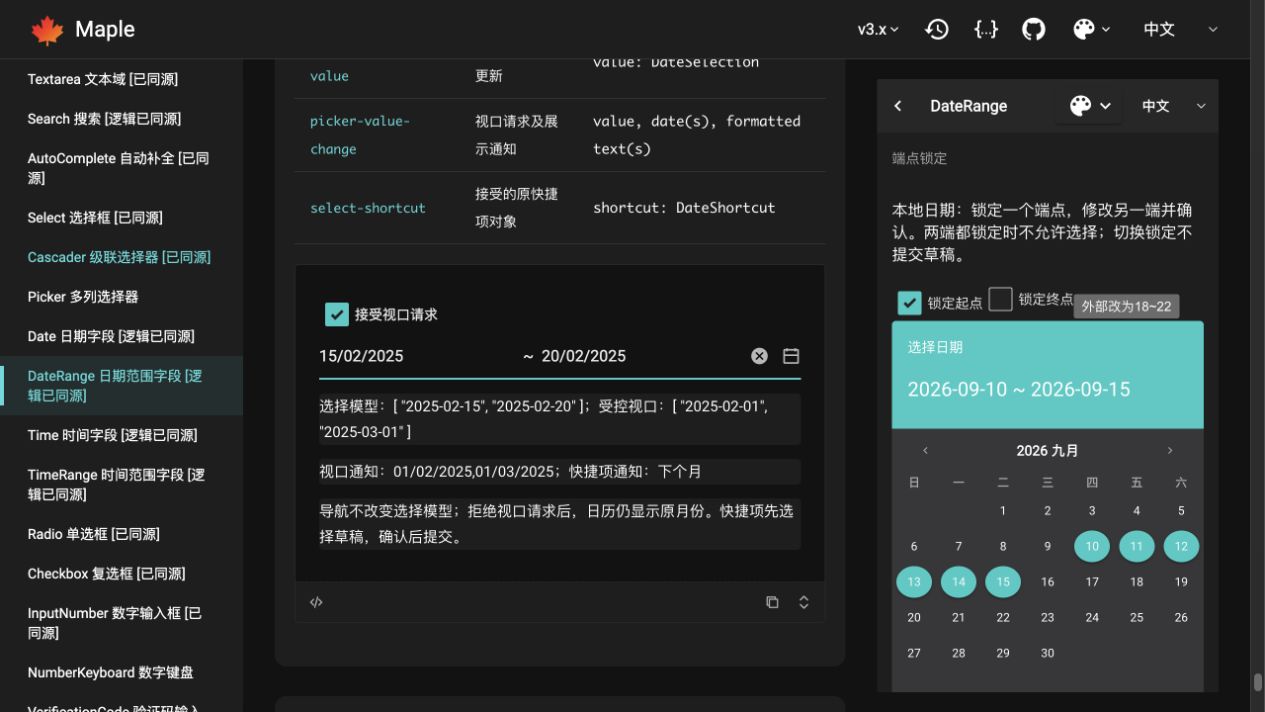 Maple
v3.x
中文
Textarea 文本域 [已同源]
Search 搜索 [逻辑已同源]
AutoComplete 自动补全 [已同
源]
Select 选择框 [已同源]
Cascader 级联选择器 [已同源]
Picker 多列选择器
Date 日期字段 [逻辑已同源]
DateRange 日期范围字段 [逻
辑已同源]
Time 时间字段 [逻辑已同源]
TimeRange 时间范围字段 [逻
辑已同源]
Radio 单选框 [已同源]
Checkbox 复选框 [已同源]
InputNumber 数字输入框 [已
同源]
NumberKeyboard 数字键盘
VerificationCode 验证码输入
value 更新 value: DateSelection
picker-value- 视口请求及展 value, date(s), formatted
change 示通知 text(s)
接受的原快捷
select-shortcut shortcut: DateShortcut
项对象
接受视口请求
15/02/2025 ~ 20/02/2025
选择模型：[ "2025-02-15", "2025-02-20" ]；受控视口：[ "2025-02-01",
"2025-03-01" ]
视口通知：01/02/2025,01/03/2025；快捷项通知：下个月
导航不改变选择模型；拒绝视口请求后，日历仍显示原月份。快捷项先选
择草稿，确认后提交。
DateRange 中文
端点锁定
本地日期：锁定一个端点，修改另一端并确
认。两端都锁定时不允许选择；切换锁定不
提交草稿。
锁定起点 锁定终点 外部改为18~22
选择日期
2026-09-10 ~ 2026-09-15
2026 九月
日 一 二 三 四 五 六
1 2 3 4 5
6 7 8 9 10 11 12
13 14 15 16 17 18 19
20 21 22 23 24 25 26
27 28 29 30